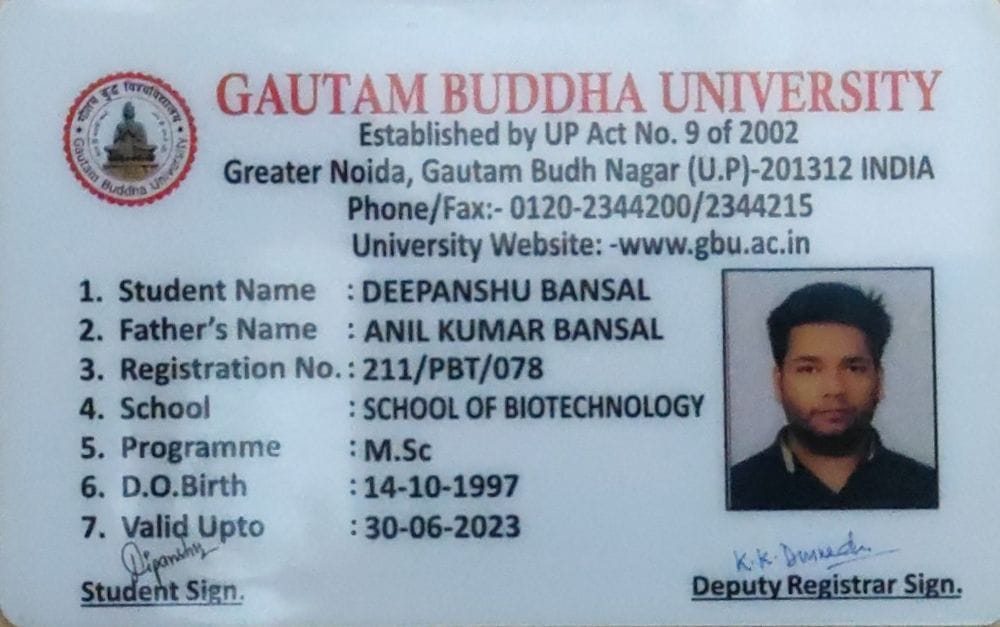 गौतम बुद्ध विश्वविद्यालय
Gautam Buddha University
GAUTAM BUDDHA UNIVERSITY
Established by UP Act No. 9 of 2002
Greater Noida, Gautam Budh Nagar (U.P)-201312 INDIA
Phone/Fax:- 0120-2344200/2344215
University Website: -www.gbu.ac.in
1. Student Name : DEEPANSHU BANSAL
2. Father's Name : ANIL KUMAR BANSAL
3. Registration No. : 211/PBT/078
4. School : SCHOOL OF BIOTECHNOLOGY
5. Programme : M.Sc
6. D.O.Birth : 14-10-1997
7. Valid Upto : 30-06-2023
Dipanshu
K.K.
Student Sign.
Deputy Registrar Sign.